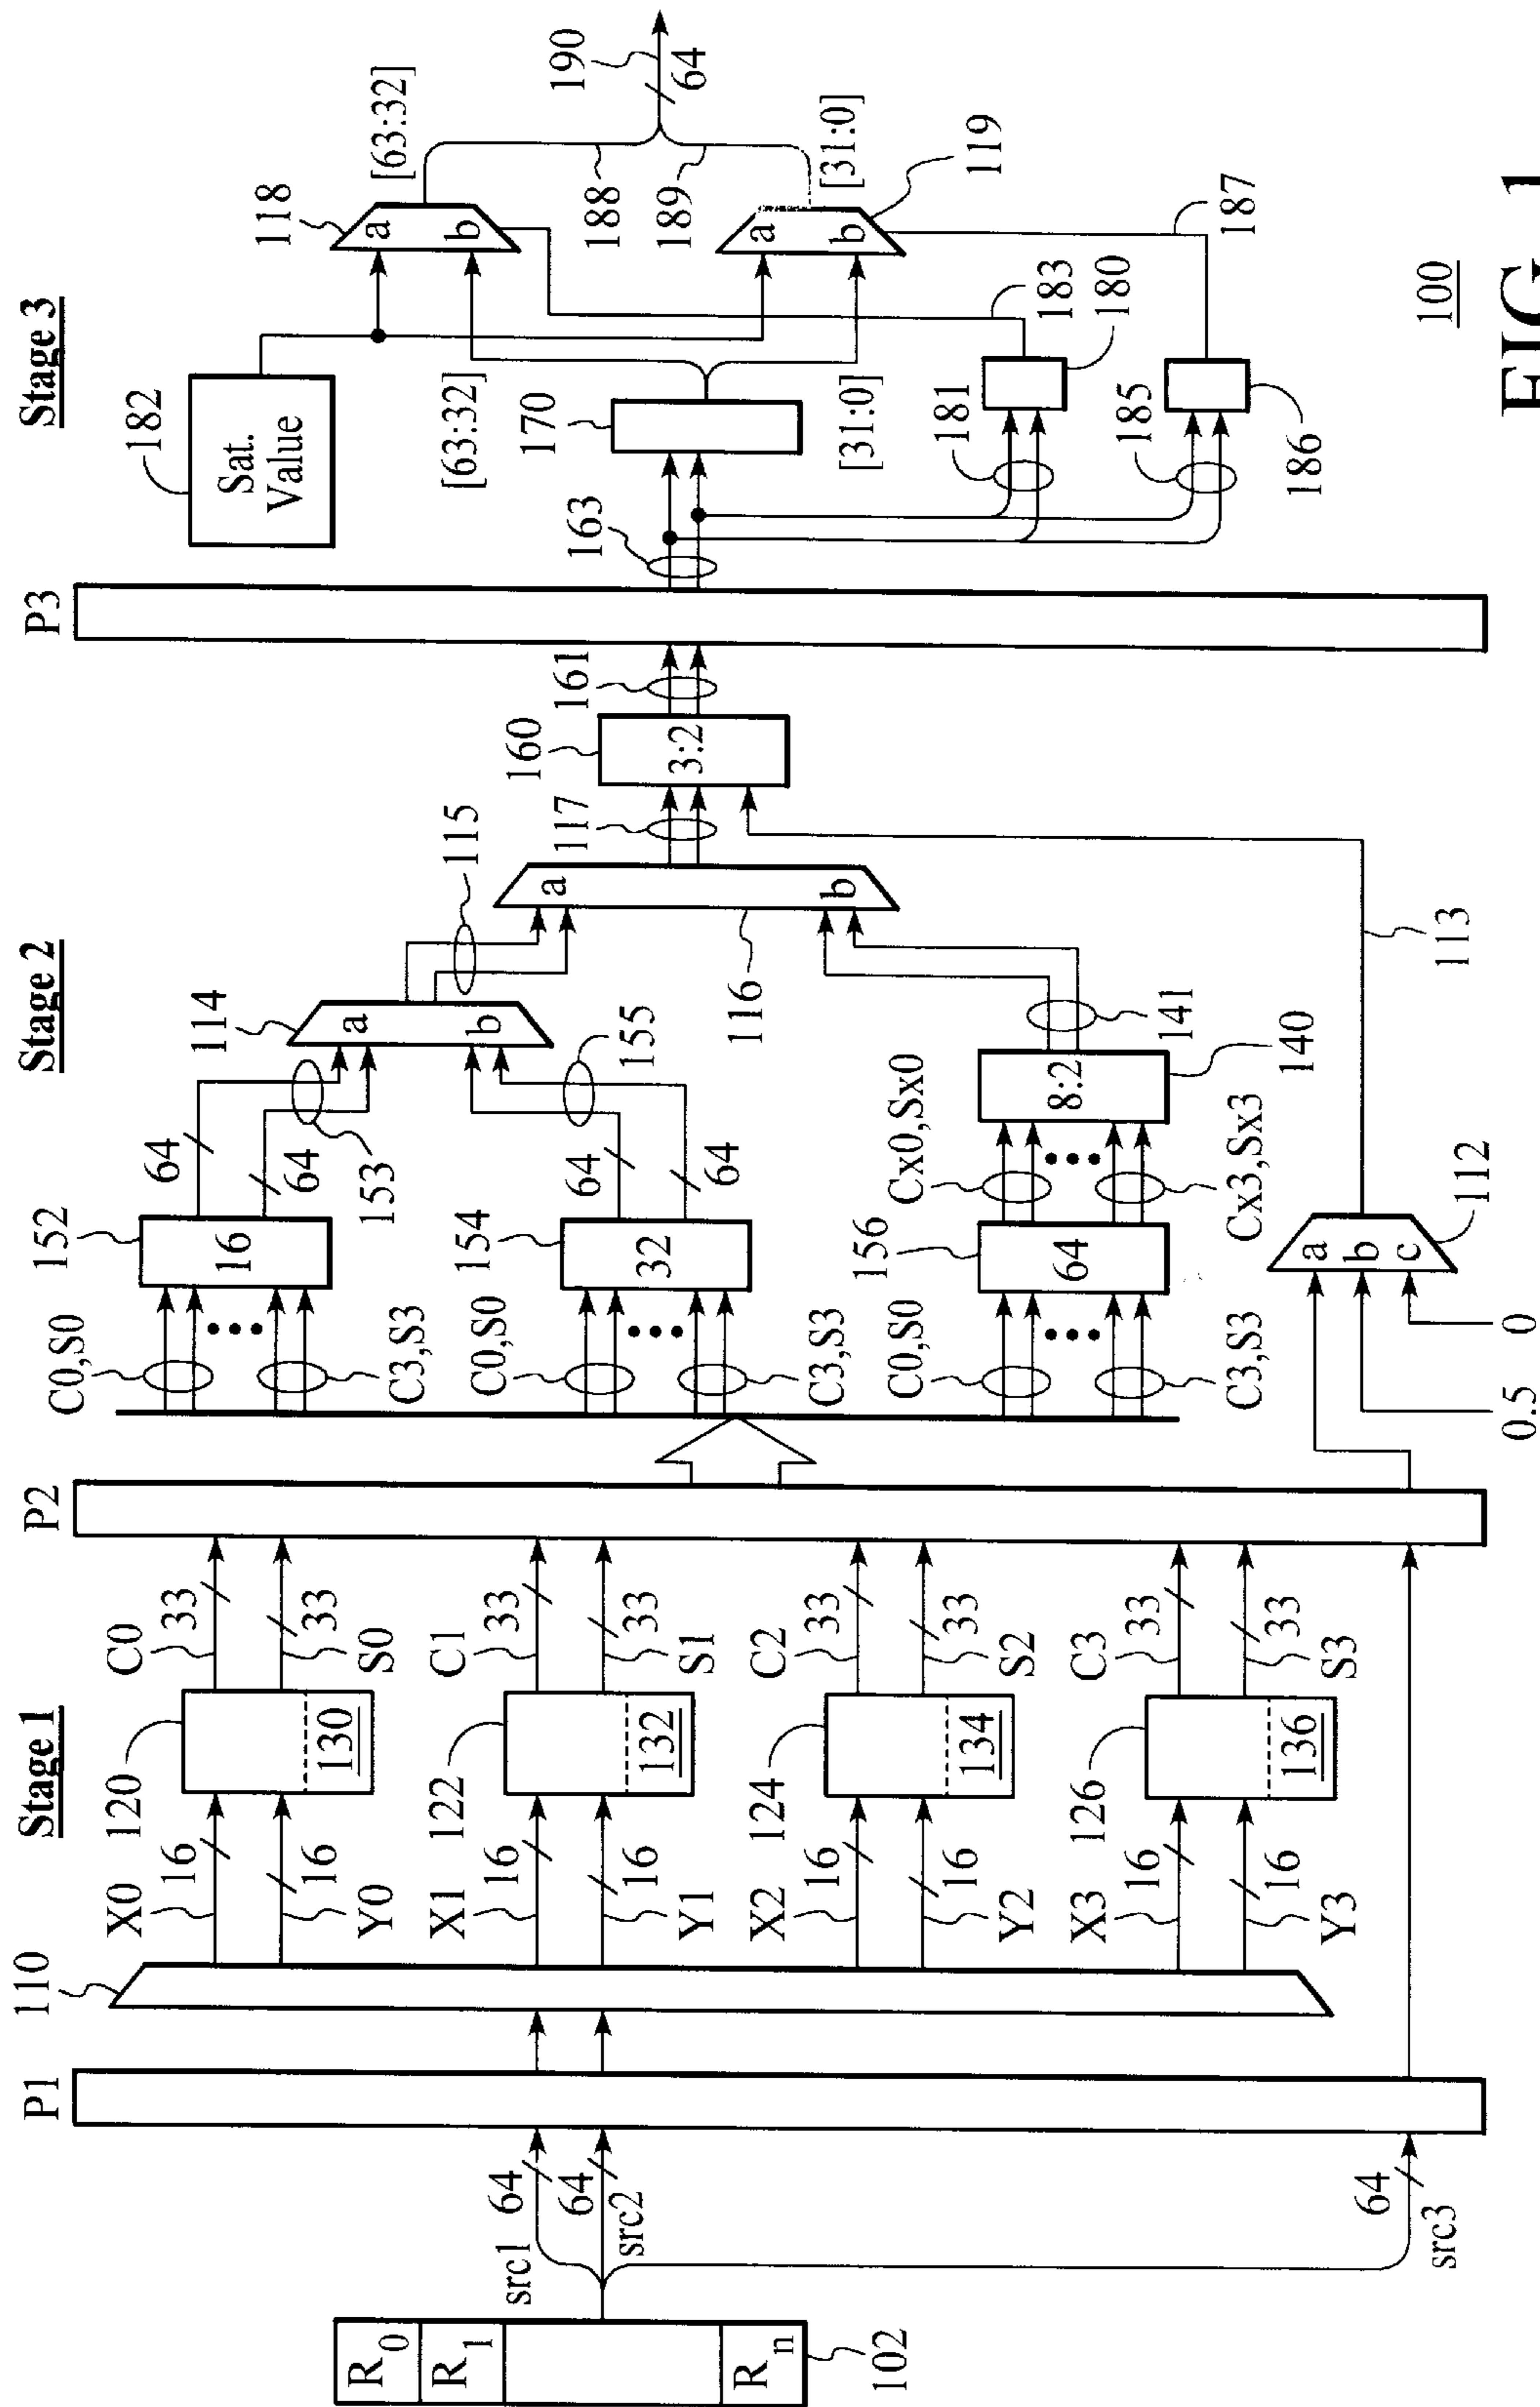 Stage 1
Stage 2
Stage 3
R0
R1
Rn
102
src1
64
64
src2
64
src3
P1
110
X0
16
16
Y0
120
130
C0
33
33
S0
X1
16
16
Y1
122
132
C1
33
33
S1
X2
16
16
Y2
124
134
C2
33
33
S2
X3
16
16
Y3
126
136
C3
33
33
S3
P2
C0,S0
C3,S3
152
16
64
64
153
C0,S0
C3,S3
154
32
64
64
155
114
a
b
115
C0,S0
C3,S3
156
64
Cx0,Sx0
Cx3,Sx3
8:2
140
141
a
b
116
117
0.5
0
a
b
c
112
113
160
3:2
161
P3
163
182
Sat.
Value
170
[63:32]
[31:0]
181
183
180
185
186
187
118
a
b
[63:32]
188
189
a
b
[31:0]
119
190
64
100
FIG. 1